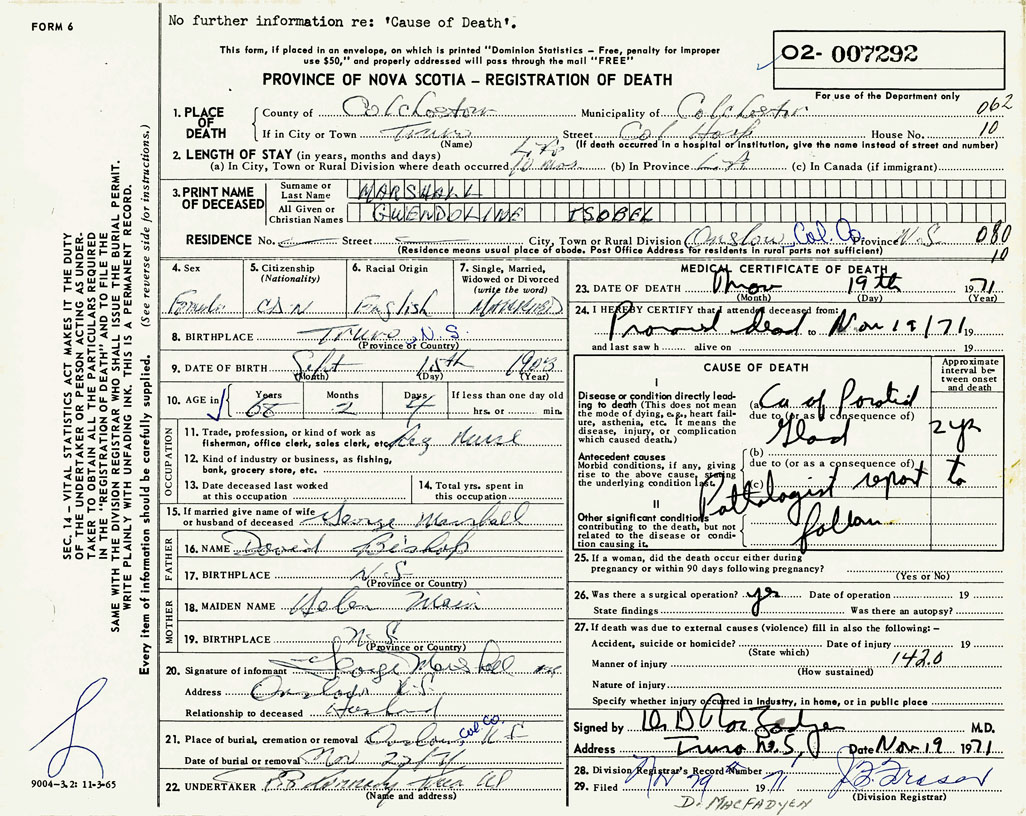 FORM 6
No further information re: 'Cause of Death'.
This form, if placed in an envelope, on which is printed "Dominion Statistics – Free, penalty for improper
use $50," and properly addressed will pass through the mail "FREE"
PROVINCE OF NOVA SCOTIA – REGISTRATION OF DEATH
02- 007292
For use of the Department only
062
10
1. PLACE OF DEATH
County of Colchester Municipality of Colchester
If in City or Town Truro Street Col Hosp House No.
(Name) (If death occurred in a hospital or institution, give the name instead of street and number)
2. LENGTH OF STAY (in years, months and days)
(a) In City, Town or Rural Division where death occurred (b) In Province (c) In Canada (if immigrant)
3. PRINT NAME OF DECEASED
Surname or Last Name MARSHALL
All Given or Christian Names GWENDOLINE ISOBEL
RESIDENCE No. Street City, Town or Rural Division Onslow, Col. Co. Province N.S. 080
(Residence means usual place of abode. Post Office Address for residents in rural parts not sufficient) 10
4. Sex Female
5. Citizenship (Nationality) CDN
6. Racial Origin English
7. Single, Married, Widowed or Divorced (write the word) MARRIED
8. BIRTHPLACE Truro, N.S.
(Province or Country)
9. DATE OF BIRTH Sept 15th 1903
(Month) (Day) (Year)
10. AGE in Years 68 Months 2 Days 4 If less than one day old
hrs. or min.
OCCUPATION
11. Trade, profession, or kind of work as
fisherman, office clerk, sales clerk, etc. Reg Nurse
12. Kind of industry or business, as fishing,
bank, grocery store, etc.
13. Date deceased last worked
at this occupation
14. Total yrs. spent in
this occupation
15. If married give name of wife
or husband of deceased George Marshall
FATHER
16. NAME David Bishop
17. BIRTHPLACE N.S.
(Province or Country)
MOTHER
18. MAIDEN NAME Helen
19. BIRTHPLACE N.S.
(Province or Country)
20. Signature of informant George Marshall
Address Onslow N.S.
Relationship to deceased Husband
21. Place of burial, cremation or removal Onslow Col. Co. N.S.
Date of burial or removal Nov 22/71
22. UNDERTAKER
(Name and address)
MEDICAL CERTIFICATE OF DEATH
23. DATE OF DEATH Nov 19th 1971
(Month) (Day) (Year)
24. I HEREBY CERTIFY that I attended deceased from:
Pronounced dead to Nov 19/71 19
and last saw h alive on 19
CAUSE OF DEATH
Approximate interval between onset and death
I
Disease or condition directly leading to death (This does not mean the mode of dying, e.g., heart failure, asthenia, etc. It means the disease, injury, or complication which caused death.)
(a) Ca of Parotid
due to (or as a consequence of)
Gland 2 yrs
Antecedent causes
Morbid conditions, if any, giving rise to the above cause, stating the underlying condition last.
(b)
due to (or as a consequence of)
(c)
Pathologist report to
follow
II
Other significant conditions
contributing to the death, but not related to the disease or condition causing it.
25. If a woman, did the death occur either during
pregnancy or within 90 days following pregnancy?
(Yes or No)
26. Was there a surgical operation? yes Date of operation 19
State findings Was there an autopsy?
27. If death was due to external causes (violence) fill in also the following: –
Accident, suicide or homicide? Date of injury 19
(State which)
Manner of injury 142.0
(How sustained)
Nature of injury
Specify whether injury occurred in industry, in home, or in public place
Signed by M.D.
Address Truro N.S. Date Nov 19 1971
28. Division Registrar's Record Number
29. Filed Nov 19 1971
(Division Registrar)
D. MACFADYEN
SEC. 14 – VITAL STATISTICS ACT MAKES IT THE DUTY
OF THE UNDERTAKER OR PERSON ACTING AS UNDER-
TAKER TO OBTAIN ALL THE PARTICULARS REQUIRED
IN THE "REGISTRATION OF DEATH" AND TO FILE THE
SAME WITH THE DIVISION REGISTRAR WHO SHALL ISSUE THE BURIAL PERMIT.
WRITE PLAINLY WITH UNFADING INK. THIS IS A PERMANENT RECORD.
Every item of information should be carefully supplied. (See reverse side for instructions.)
9004–3.2: 11-3-65